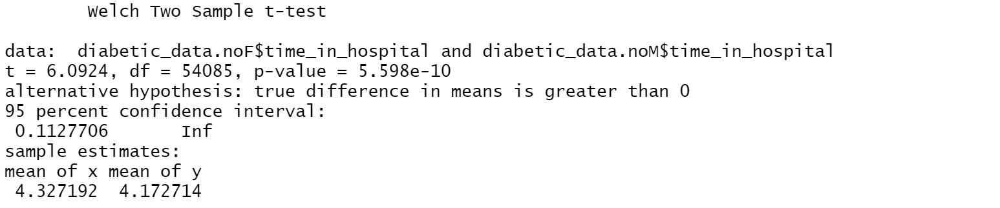 Welch Two Sample t-test
data:  diabetic_data.noF$time_in_hospital and diabetic_data.noM$time_in_hospital
t = 6.0924, df = 54085, p-value = 5.598e-10
alternative hypothesis: true difference in means is greater than 0
95 percent confidence interval:
 0.1127706       Inf
sample estimates:
mean of x mean of y
 4.327192  4.172714